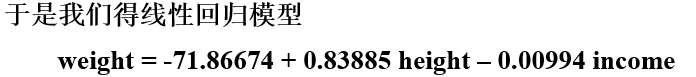 于是我们得线性回归模型
weight = -71.86674 + 0.83885 height – 0.00994 income